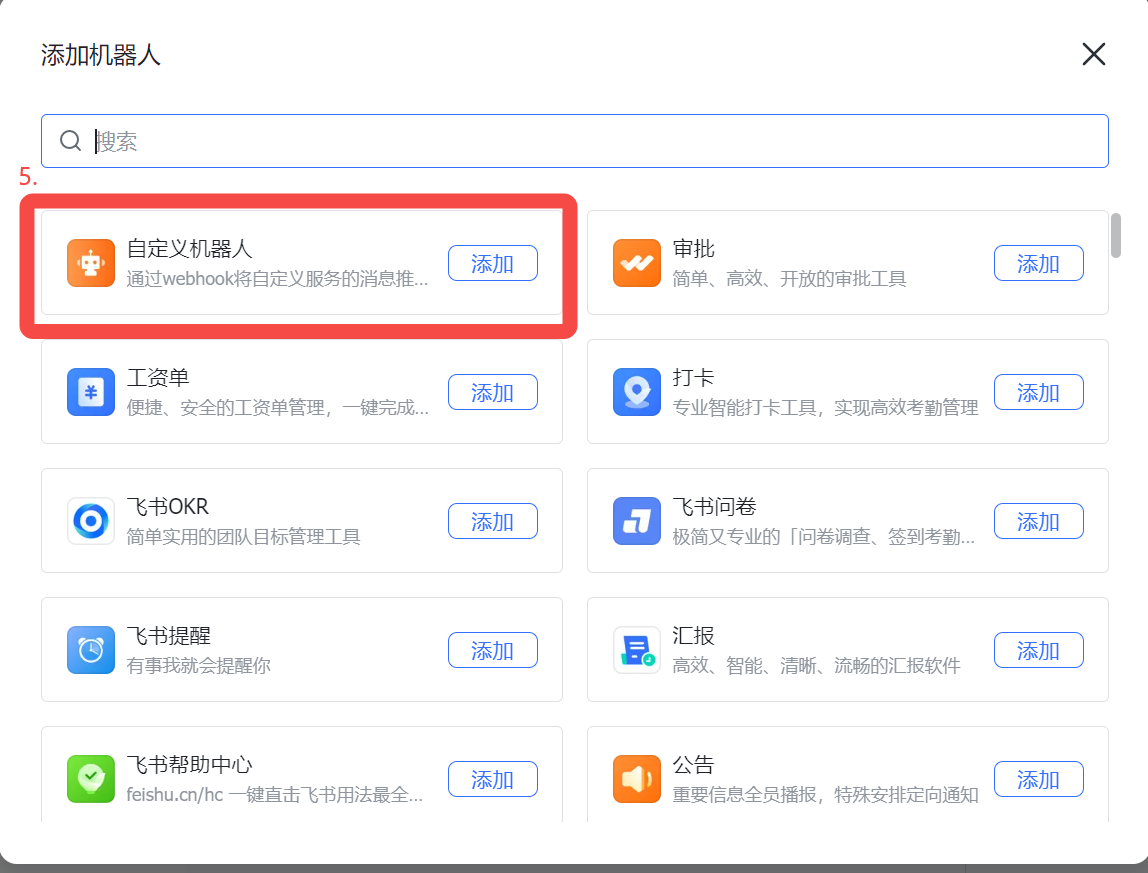 添加机器人
搜索
5.
自定义机器人
通过webhook将自定义服务的消息推...
添加
审批
简单、高效、开放的审批工具
添加
工资单
便捷、安全的工资单管理，一键完成...
添加
打卡
专业智能打卡工具，实现高效考勤管理
添加
飞书OKR
简单实用的团队目标管理工具
添加
飞书问卷
极简又专业的「问卷调查、签到考勤...
添加
飞书提醒
有事我就会提醒你
添加
汇报
高效、智能、清晰、流畅的汇报软件
添加
飞书帮助中心
feishu.cn/hc 一键直击飞书用法最全...
添加
公告
重要信息全员播报，特殊安排定向通知
添加